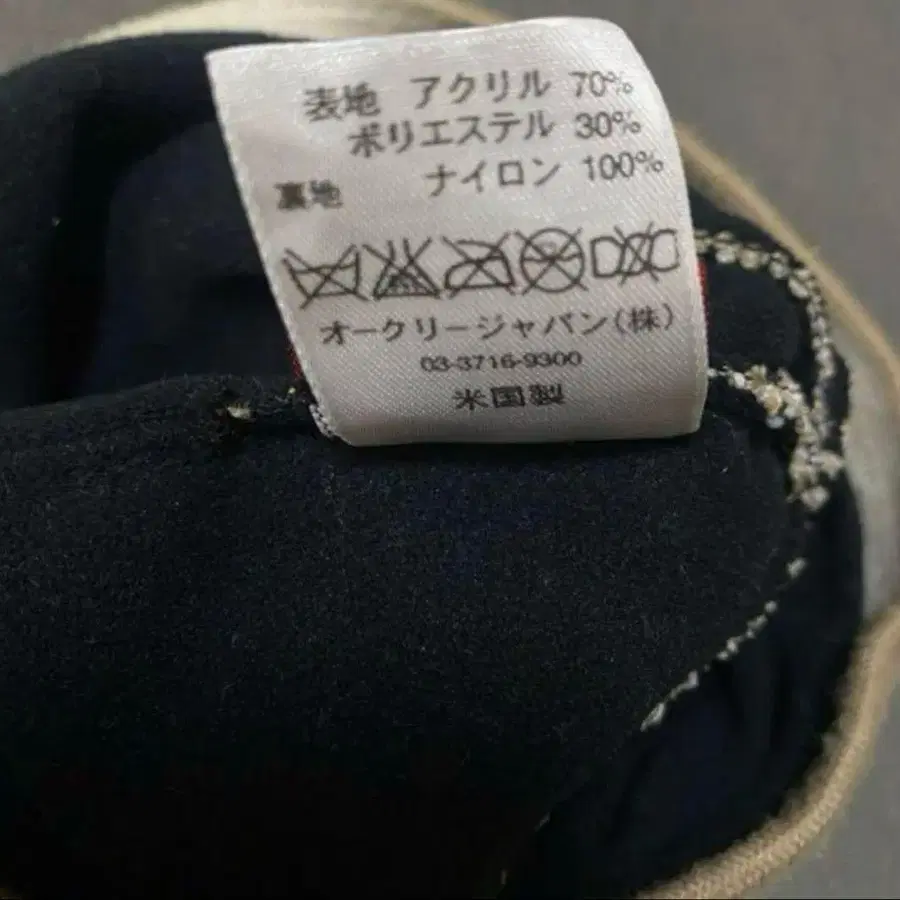 表地 アクリル 70%
ポリエステル 30%
裏地 ナイロン 100%
オークリージャパン(株)
03-3716-9300
米国製